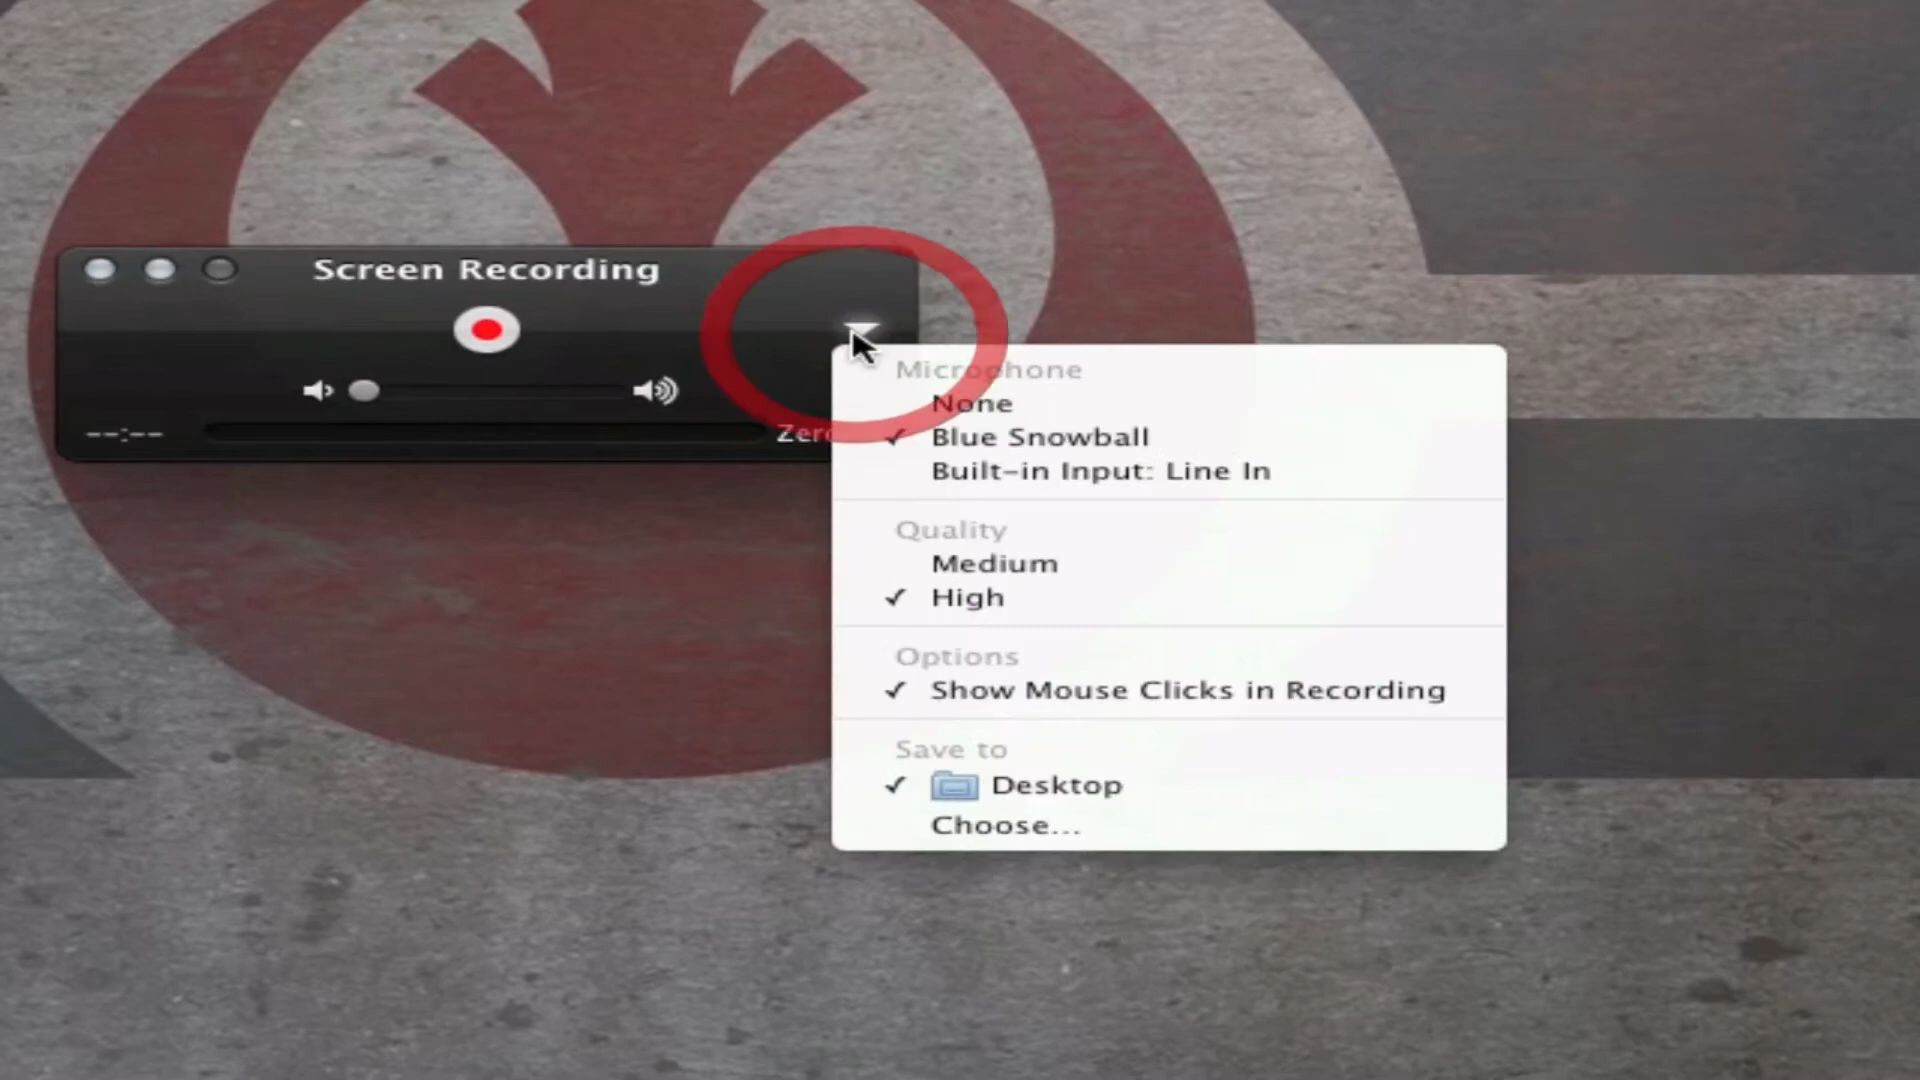 Screen Recording
--:--
Microphone
None
✓ Blue Snowball
Built-in Input: Line In
Quality
Medium
✓ High
Options
✓ Show Mouse Clicks in Recording
Save to
✓ Desktop
Choose...